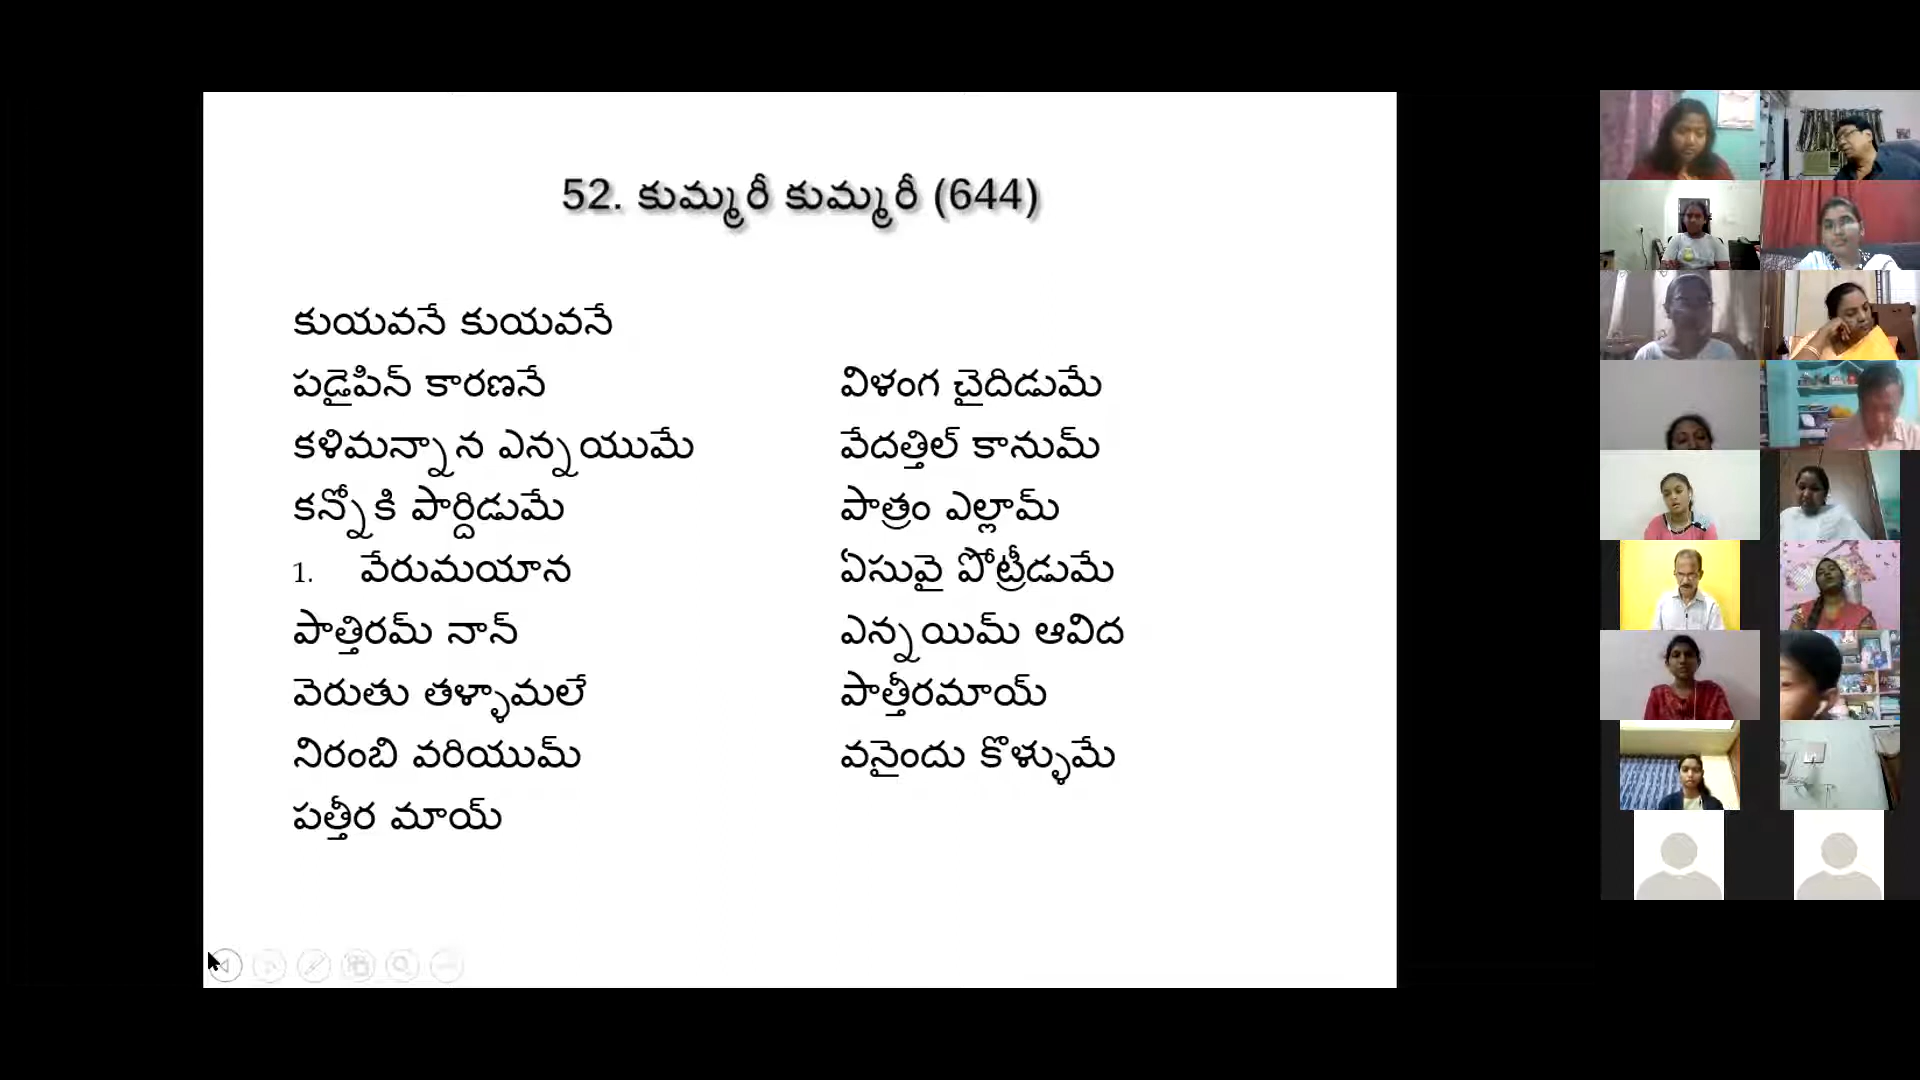 52. కుమ్మరీ కుమ్మరీ (644)
కుయవనే కుయవనే
పడైపిన్ కారణనే
కళిమన్నాన ఎన్నయుమే
కన్నోకి పార్దిడుమే
1. వేరుమయాన
పాత్తిరమ్ నాన్
వెరుతు తళ్ళామలే
నిరంబి వరియుమ్
పత్తీర మాయ్
విళంగ చైదిడుమే
వేదత్తిల్ కానుమ్
పాత్రం ఎల్లామ్
ఏసువై పోట్రీడుమే
ఎన్నయిమ్ ఆవిద
పాత్తీరమాయ్
వనైందు కొళ్ళుమే